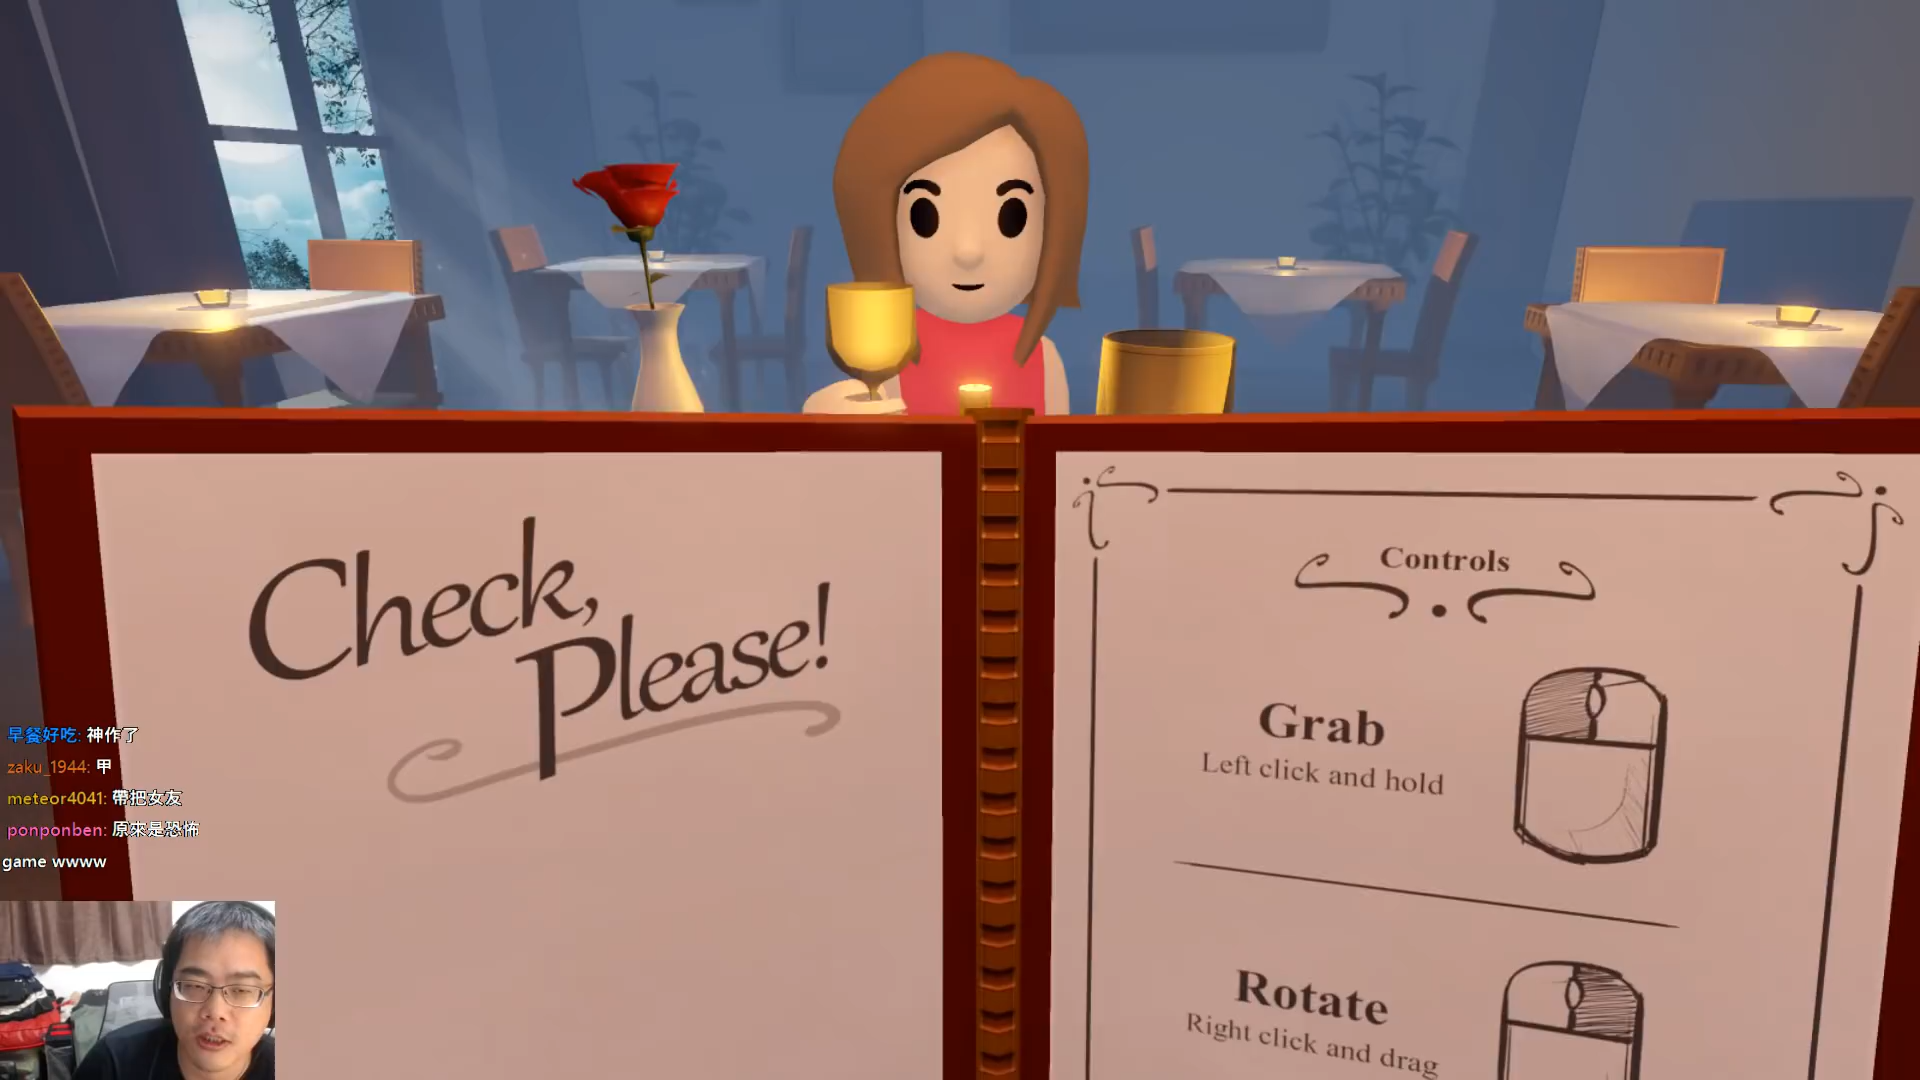 Check,
Please!
Controls
Grab
Left click and hold
Rotate
Right click and drag
早餐好吃: 神作了
zaku_1944: 甲
meteor4041: 帶把女友
ponponben: 原來是恐怖
game wwww